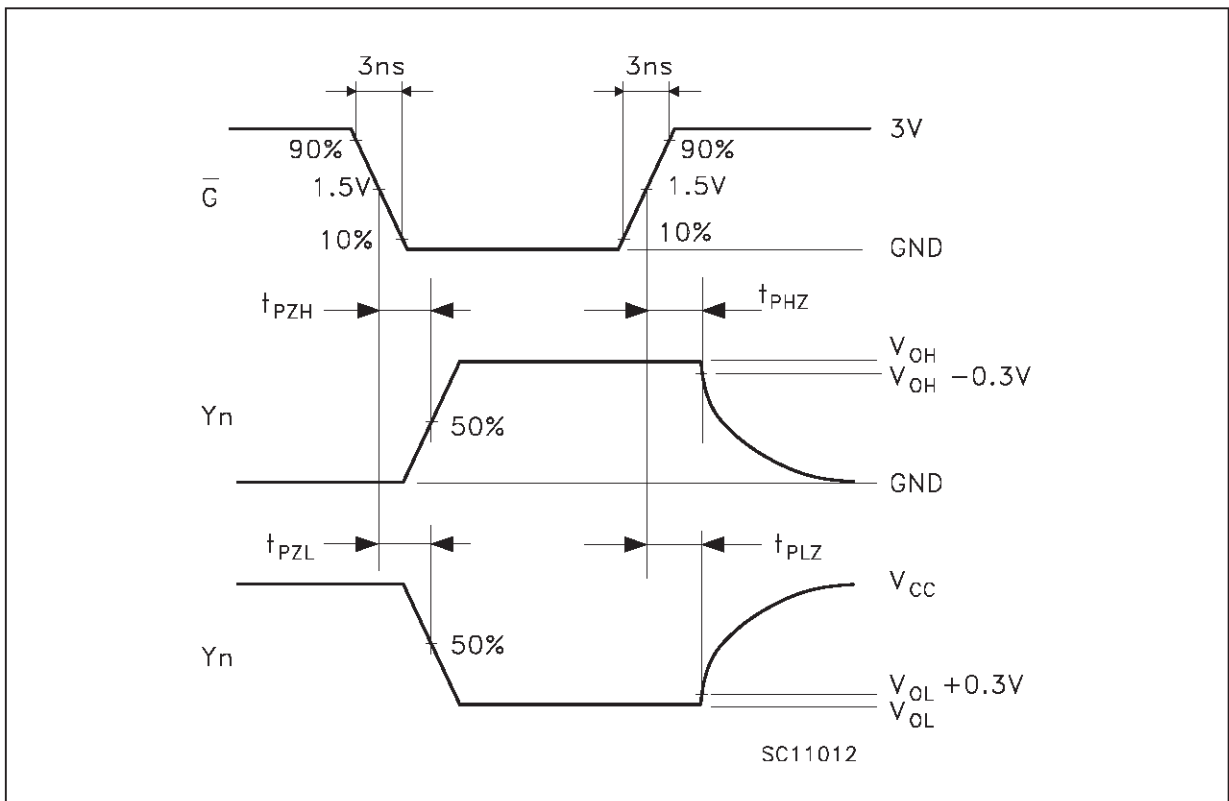 3ns 3ns
3V
90% 90%
G̅ 1.5V 1.5V
10% 10%
GND
tPZH tPHZ
VOH
VOH −0.3V
Yn 50%
GND
tPZL tPLZ
VCC
Yn 50%
VOL +0.3V
VOL
SC11012